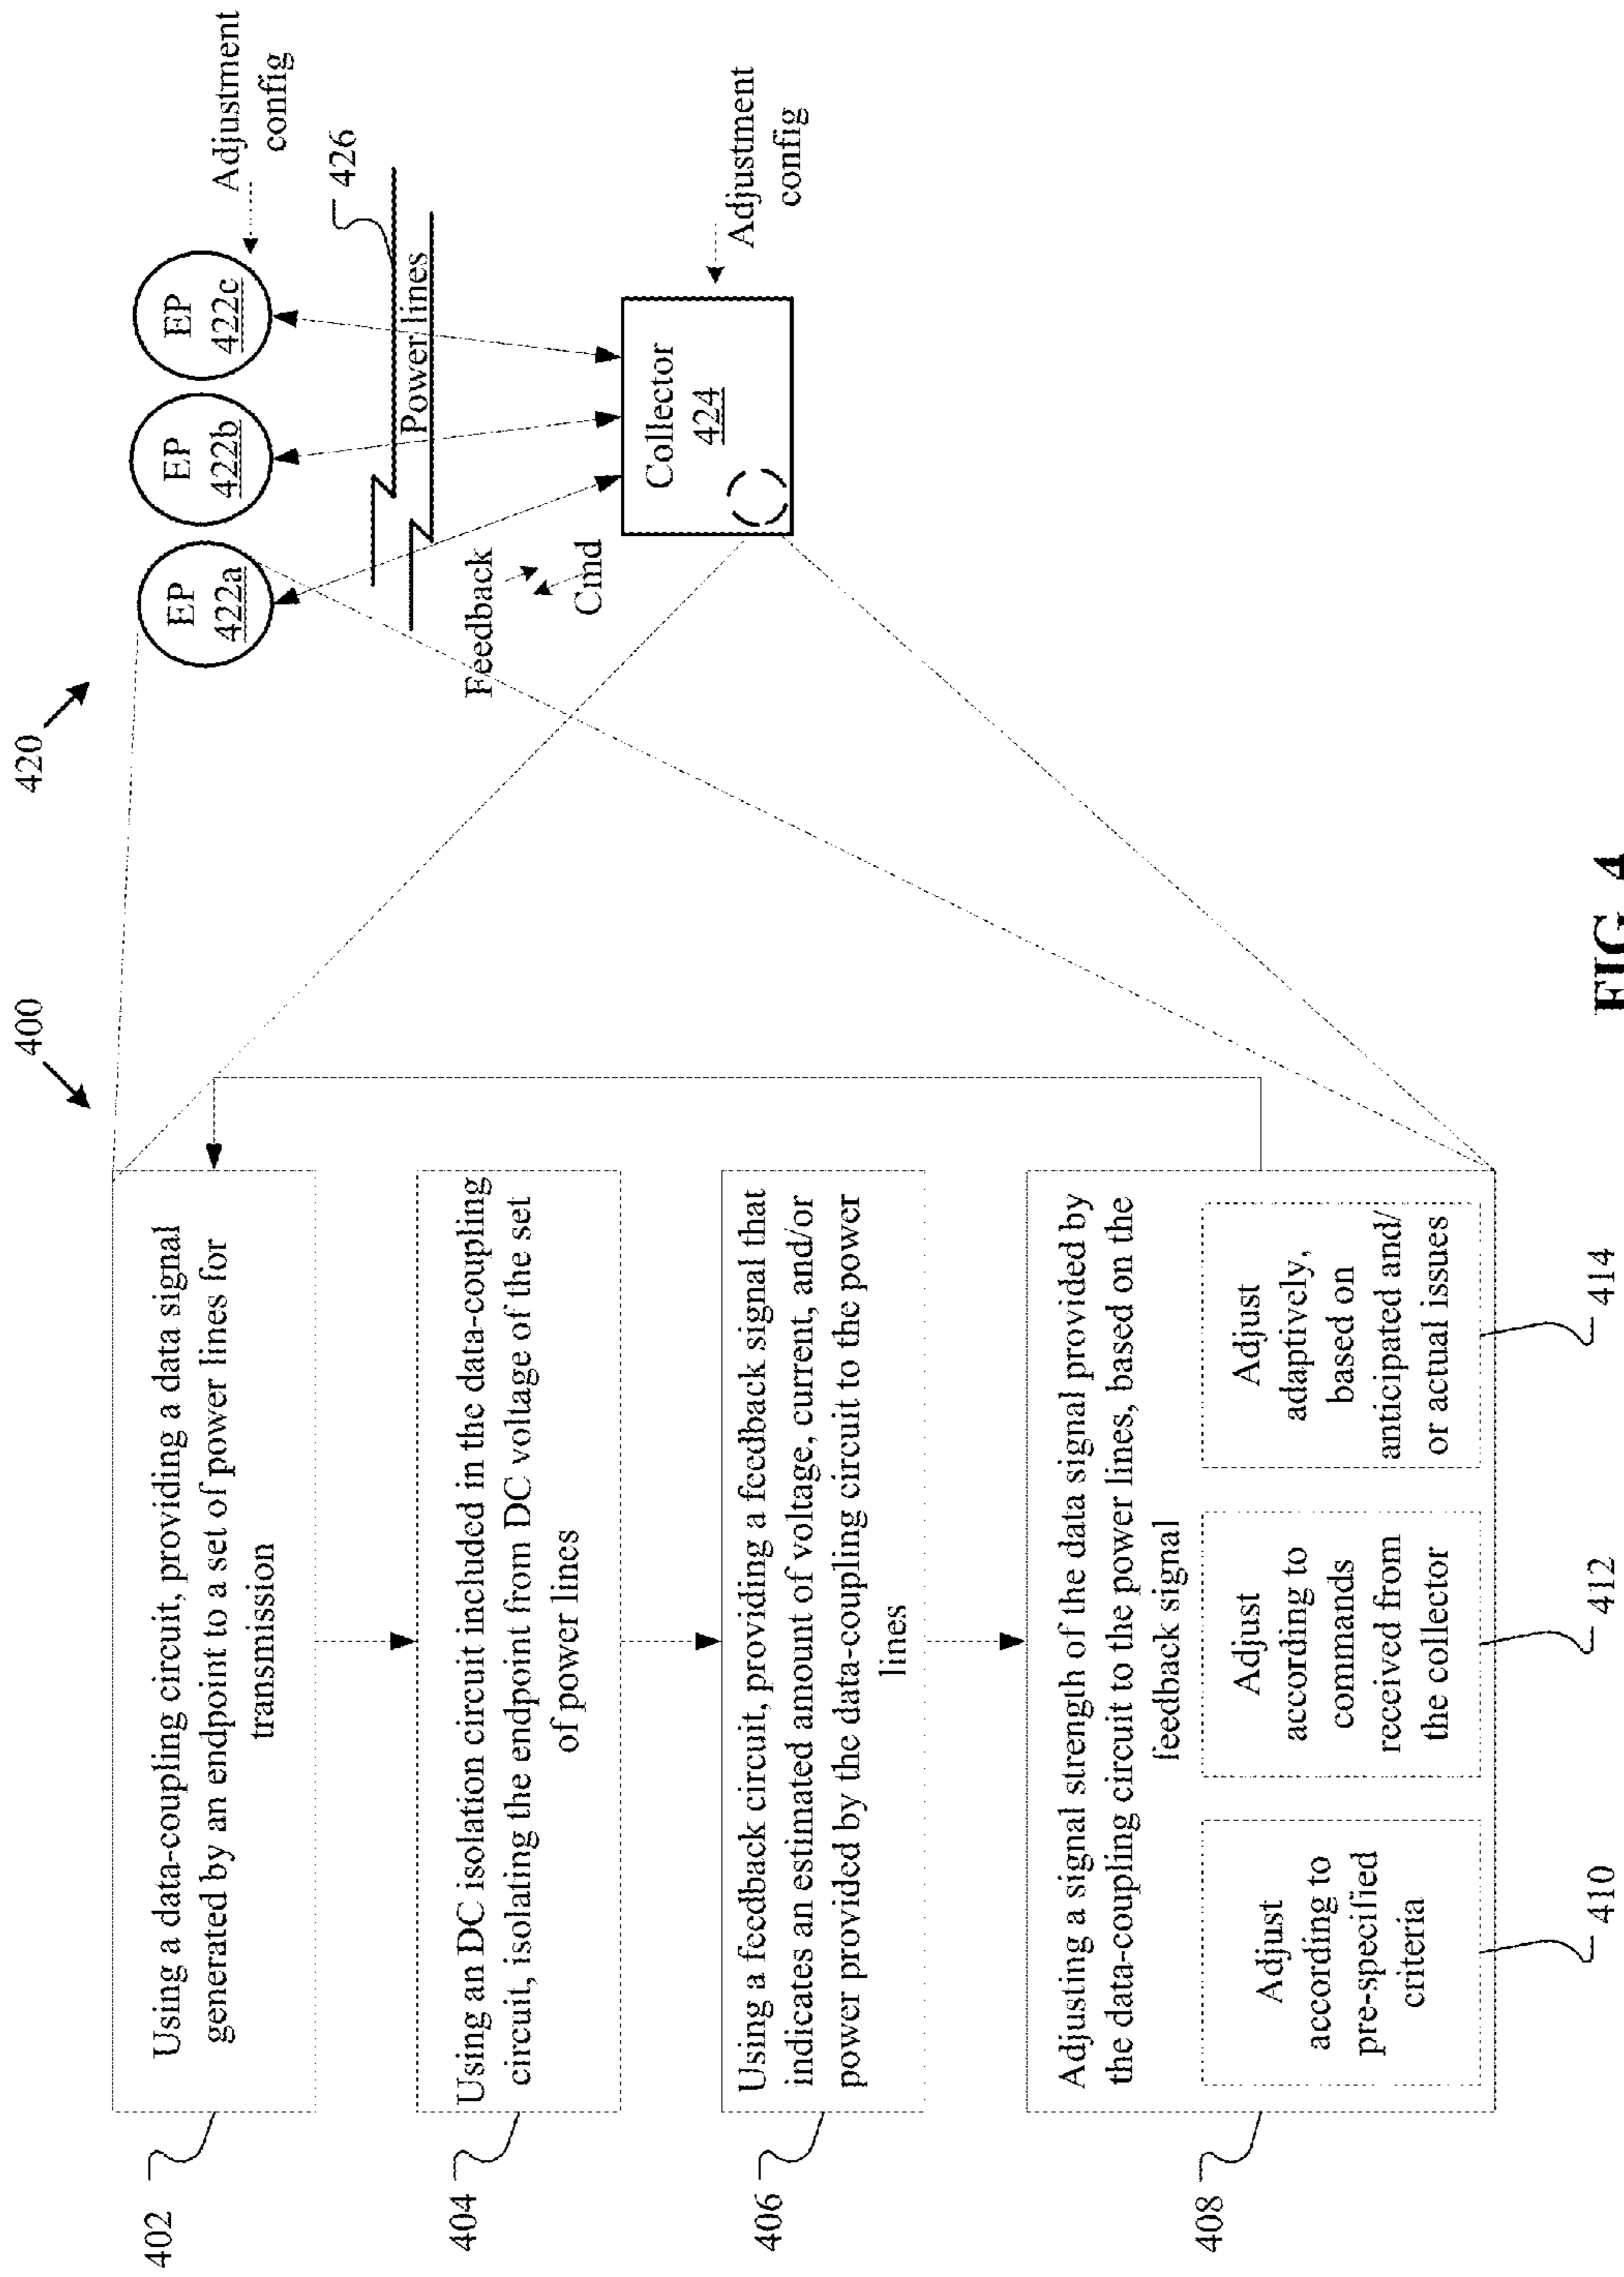 400
420
402
Using a data-coupling circuit, providing a data signal
generated by an endpoint to a set of power lines for
transmission
404
Using an DC isolation circuit included in the data-coupling
circuit, isolating the endpoint from DC voltage of the set
of power lines
406
Using a feedback circuit, providing a feedback signal that
indicates an estimated amount of voltage, current, and/or
power provided by the data-coupling circuit to the power
lines
408
Adjusting a signal strength of the data signal provided by
the data-coupling circuit to the power lines, based on the
feedback signal
Adjust
according to
pre-specified
criteria
410
Adjust
according to
commands
received from
the collector
412
Adjust
adaptively,
based on
anticipated and/
or actual issues
414
EP
422a
EP
422b
EP
422c
Adjustment
config
426
Power lines
Feedback
Cmd
Collector
424
Adjustment
config
FIG. 4